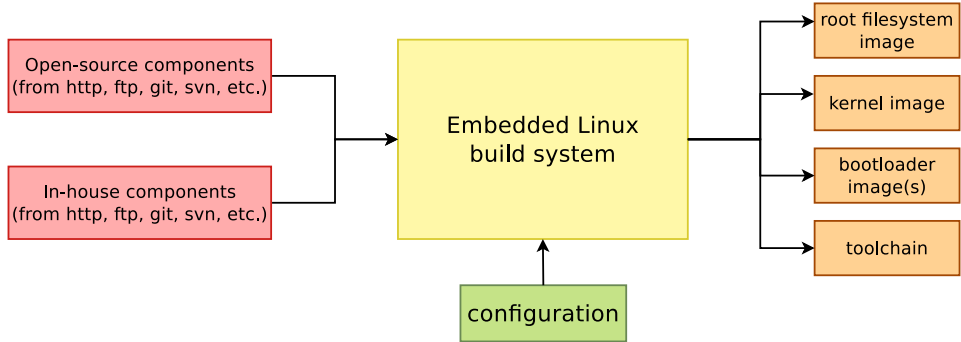 Open-source components
(from http, ftp, git, svn, etc.)
In-house components
(from http, ftp, git, svn, etc.)
Embedded Linux
build system
configuration
root filesystem
image
kernel image
bootloader
image(s)
toolchain